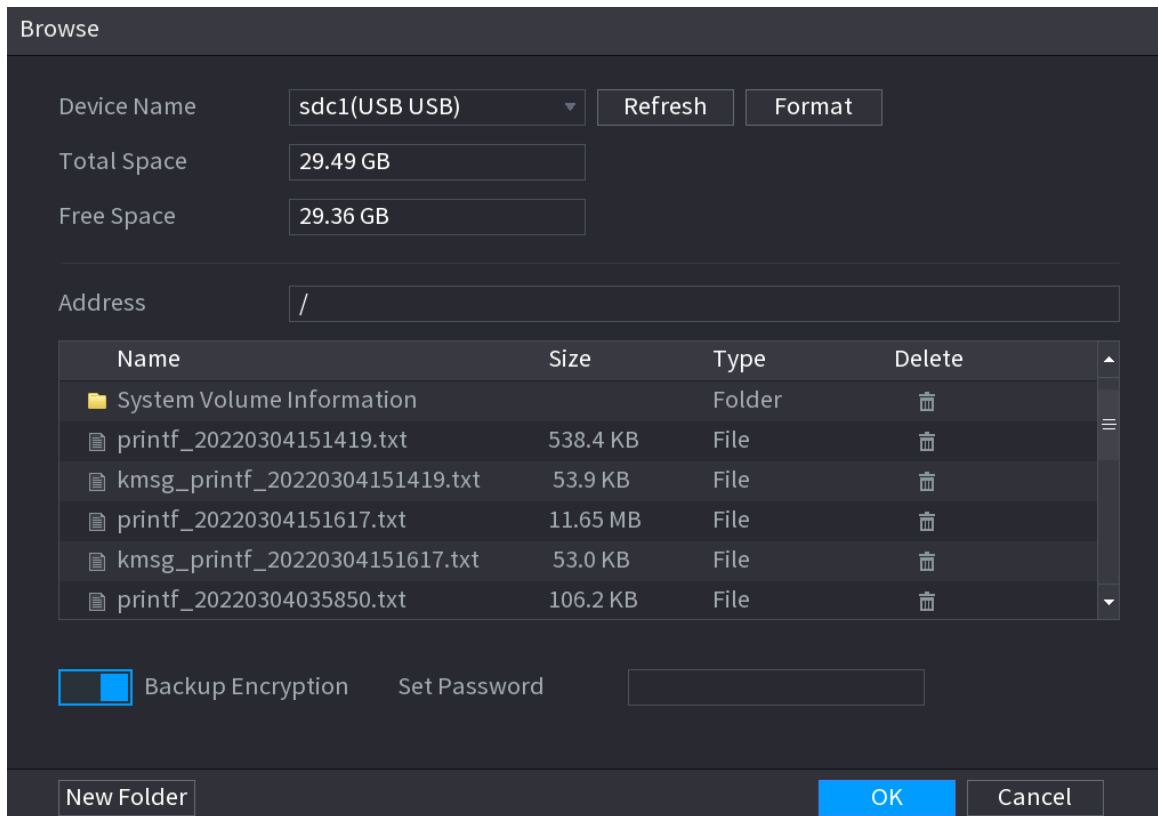 Browse
Device Name sdc1(USB USB) Refresh Format
Total Space 29.49 GB
Free Space 29.36 GB
Address /
Name Size Type Delete
System Volume Information Folder
printf_20220304151419.txt 538.4 KB File
kmsg_printf_20220304151419.txt 53.9 KB File
printf_20220304151617.txt 11.65 MB File
kmsg_printf_20220304151617.txt 53.0 KB File
printf_20220304035850.txt 106.2 KB File
Backup Encryption Set Password
New Folder OK Cancel